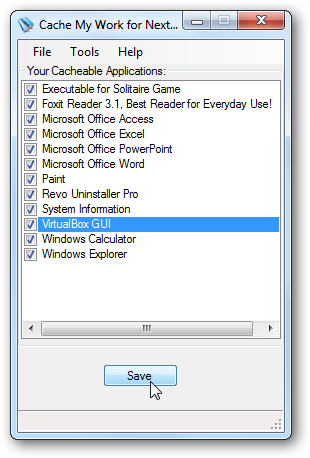 Cache My Work for Next...
File Tools Help
Your Cacheable Applications:
Executable for Solitaire Game
Foxit Reader 3.1, Best Reader for Everyday Use!
Microsoft Office Access
Microsoft Office Excel
Microsoft Office PowerPoint
Microsoft Office Word
Paint
Revo Uninstaller Pro
System Information
VirtualBox GUI
Windows Calculator
Windows Explorer
Save